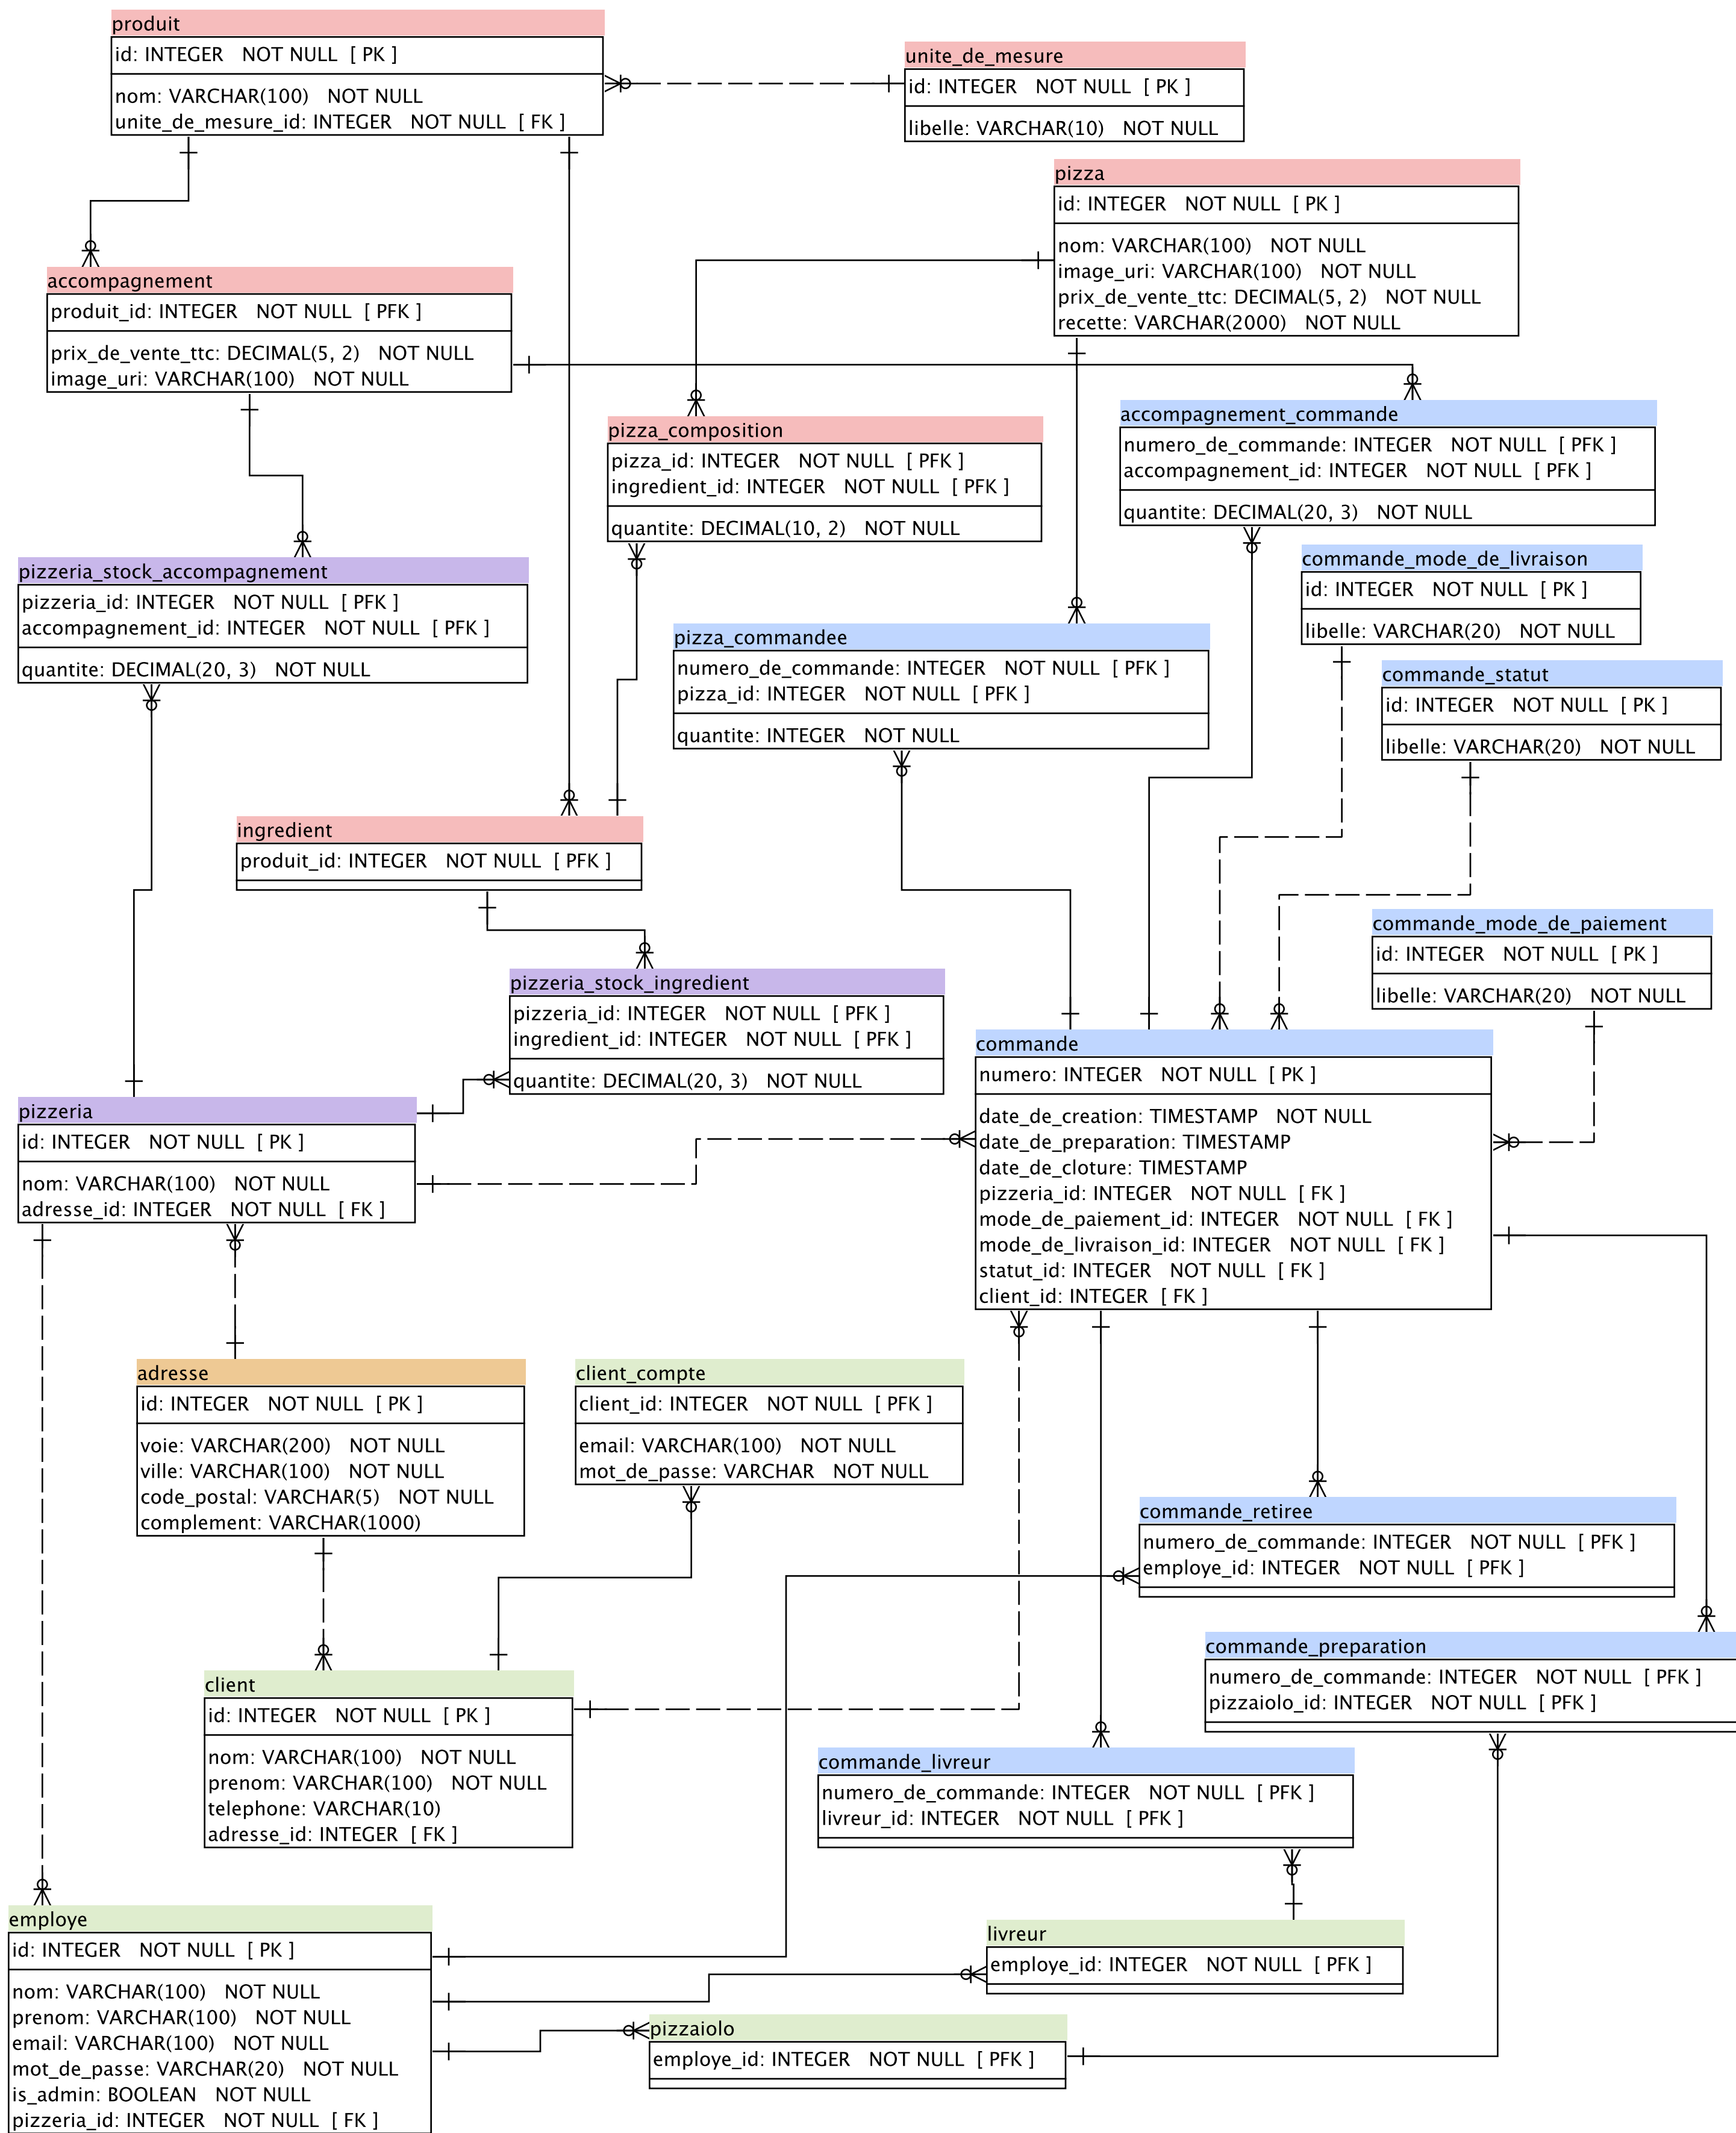 produit
id: INTEGER NOT NULL [ PK ]
nom: VARCHAR(100) NOT NULL
unite_de_mesure_id: INTEGER NOT NULL [ FK ]
unite_de_mesure
id: INTEGER NOT NULL [ PK ]
libelle: VARCHAR(10) NOT NULL
pizza
id: INTEGER NOT NULL [ PK ]
nom: VARCHAR(100) NOT NULL
image_uri: VARCHAR(100) NOT NULL
prix_de_vente_ttc: DECIMAL(5, 2) NOT NULL
recette: VARCHAR(2000) NOT NULL
accompagnement
produit_id: INTEGER NOT NULL [ PFK ]
prix_de_vente_ttc: DECIMAL(5, 2) NOT NULL
image_uri: VARCHAR(100) NOT NULL
pizza_composition
pizza_id: INTEGER NOT NULL [ PFK ]
ingredient_id: INTEGER NOT NULL [ PFK ]
quantite: DECIMAL(10, 2) NOT NULL
accompagnement_commande
numero_de_commande: INTEGER NOT NULL [ PFK ]
accompagnement_id: INTEGER NOT NULL [ PFK ]
quantite: DECIMAL(20, 3) NOT NULL
pizzeria_stock_accompagnement
pizzeria_id: INTEGER NOT NULL [ PFK ]
accompagnement_id: INTEGER NOT NULL [ PFK ]
quantite: DECIMAL(20, 3) NOT NULL
commande_mode_de_livraison
id: INTEGER NOT NULL [ PK ]
libelle: VARCHAR(20) NOT NULL
pizza_commandee
numero_de_commande: INTEGER NOT NULL [ PFK ]
pizza_id: INTEGER NOT NULL [ PFK ]
quantite: INTEGER NOT NULL
commande_statut
id: INTEGER NOT NULL [ PK ]
libelle: VARCHAR(20) NOT NULL
ingredient
produit_id: INTEGER NOT NULL [ PFK ]
commande_mode_de_paiement
id: INTEGER NOT NULL [ PK ]
libelle: VARCHAR(20) NOT NULL
pizzeria_stock_ingredient
pizzeria_id: INTEGER NOT NULL [ PFK ]
ingredient_id: INTEGER NOT NULL [ PFK ]
quantite: DECIMAL(20, 3) NOT NULL
commande
numero: INTEGER NOT NULL [ PK ]
date_de_creation: TIMESTAMP NOT NULL
date_de_preparation: TIMESTAMP
date_de_cloture: TIMESTAMP
pizzeria_id: INTEGER NOT NULL [ FK ]
mode_de_paiement_id: INTEGER NOT NULL [ FK ]
mode_de_livraison_id: INTEGER NOT NULL [ FK ]
statut_id: INTEGER NOT NULL [ FK ]
client_id: INTEGER [ FK ]
pizzeria
id: INTEGER NOT NULL [ PK ]
nom: VARCHAR(100) NOT NULL
adresse_id: INTEGER NOT NULL [ FK ]
adresse
id: INTEGER NOT NULL [ PK ]
voie: VARCHAR(200) NOT NULL
ville: VARCHAR(100) NOT NULL
code_postal: VARCHAR(5) NOT NULL
complement: VARCHAR(1000)
client_compte
client_id: INTEGER NOT NULL [ PFK ]
email: VARCHAR(100) NOT NULL
mot_de_passe: VARCHAR NOT NULL
commande_retiree
numero_de_commande: INTEGER NOT NULL [ PFK ]
employe_id: INTEGER NOT NULL [ PFK ]
commande_preparation
numero_de_commande: INTEGER NOT NULL [ PFK ]
pizzaiolo_id: INTEGER NOT NULL [ PFK ]
client
id: INTEGER NOT NULL [ PK ]
nom: VARCHAR(100) NOT NULL
prenom: VARCHAR(100) NOT NULL
telephone: VARCHAR(10)
adresse_id: INTEGER [ FK ]
commande_livreur
numero_de_commande: INTEGER NOT NULL [ PFK ]
livreur_id: INTEGER NOT NULL [ PFK ]
employe
id: INTEGER NOT NULL [ PK ]
nom: VARCHAR(100) NOT NULL
prenom: VARCHAR(100) NOT NULL
email: VARCHAR(100) NOT NULL
mot_de_passe: VARCHAR(20) NOT NULL
is_admin: BOOLEAN NOT NULL
pizzeria_id: INTEGER NOT NULL [ FK ]
livreur
employe_id: INTEGER NOT NULL [ PFK ]
pizzaiolo
employe_id: INTEGER NOT NULL [ PFK ]